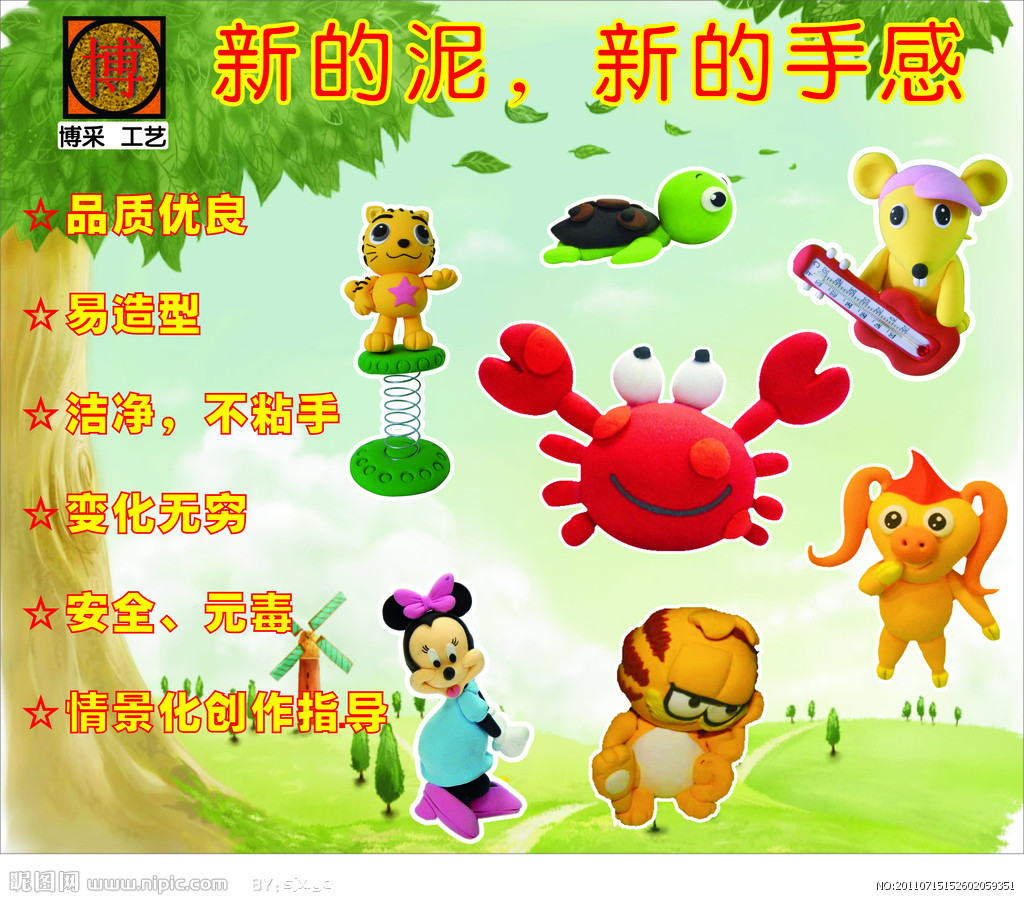 新的泥，新的手感
博
博采 工艺
☆品质优良
☆易造型
☆洁净，不粘手
☆变化无穷
☆安全、元毒
☆情景化创作指导
昵图网 www.nipic.com
NO:20110715152602059351